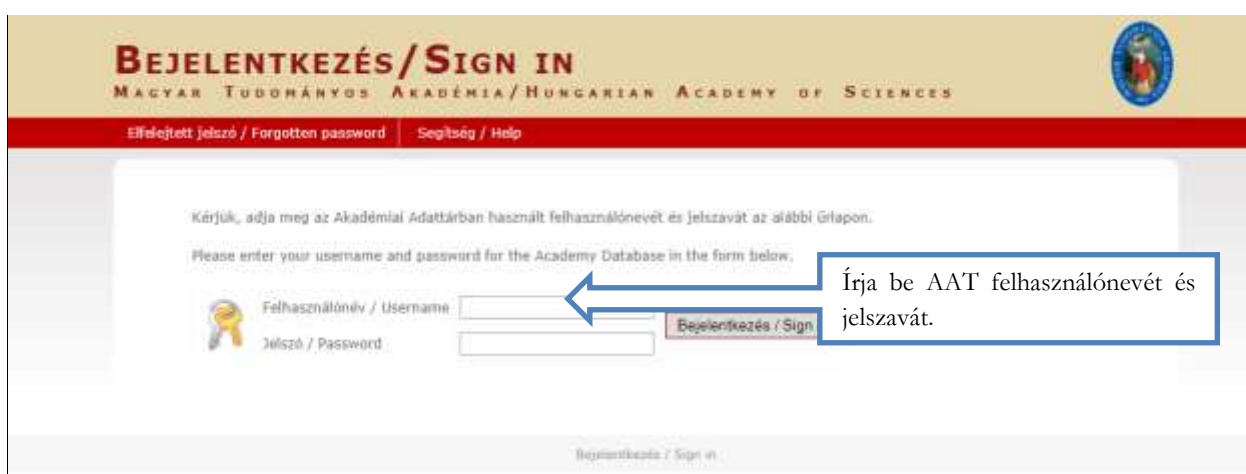 BEJELENTKEZÉS/SIGN IN
MAGYAR TUDOMÁNYOS AKADÉMIA/HUNGARIAN ACADEMY OF SCIENCES
Elfelejtett jelszó / Forgotten password Segítség / Help
Kérjük, adja meg az Akadémiai Adattárban használt felhasználónevét és jelszavát az alábbi űrlapon.
Please enter your username and password for the Academy Database in the form below.
Írja be AAT felhasználónevét és
jelszavát.
Felhasználónév / Username
Bejelentkezés / Sign
Jelszó / Password
Bejelentkezés / Sign in